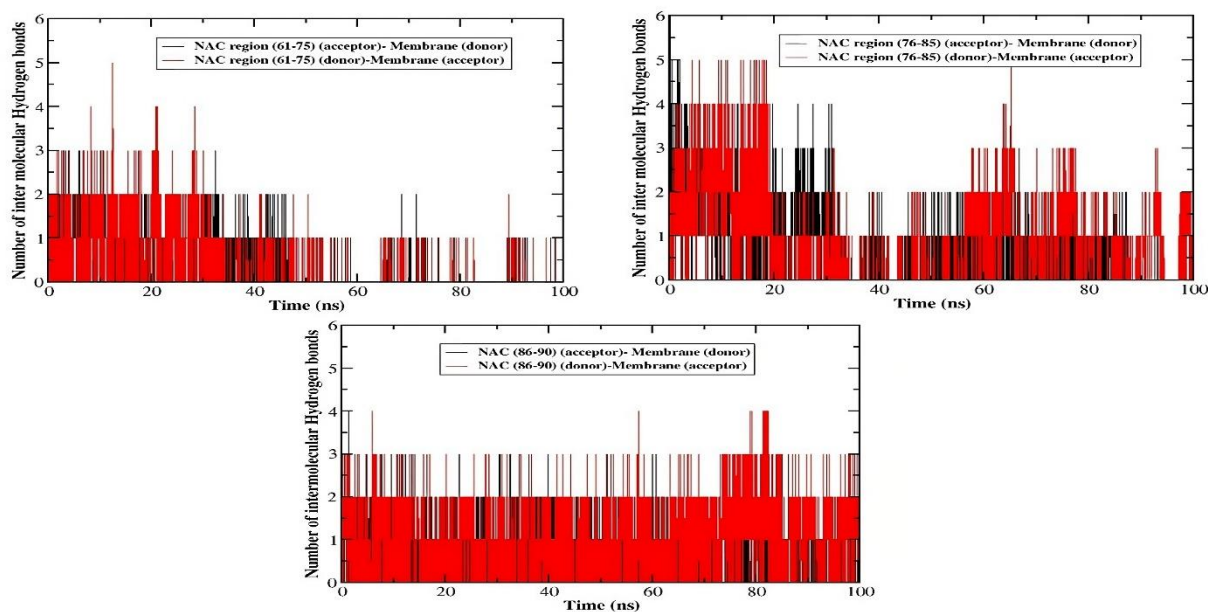 6
5
4
3
2
1
0
Number of inter molecular Hydrogen bonds
NAC region (61-75) (acceptor)- Membrane (donor)
NAC region (61-75) (donor)-Membrane (acceptor)
0 20 40 60 80 100
Time (ns)
6
5
4
3
2
1
0
Number of inter molecular Hydrogen bonds
NAC region (76-85) (acceptor)- Membrane (donor)
NAC region (76-85) (donor)-Membrane (acceptor)
0 20 40 60 80 100
Time (ns)
6
5
4
3
2
1
0
Number of intermolecular Hydrogen bonds
NAC (86-90) (acceptor)- Membrane (donor)
NAC (86-90) (donor)-Membrane (acceptor)
0 20 40 60 80 100
Time (ns)